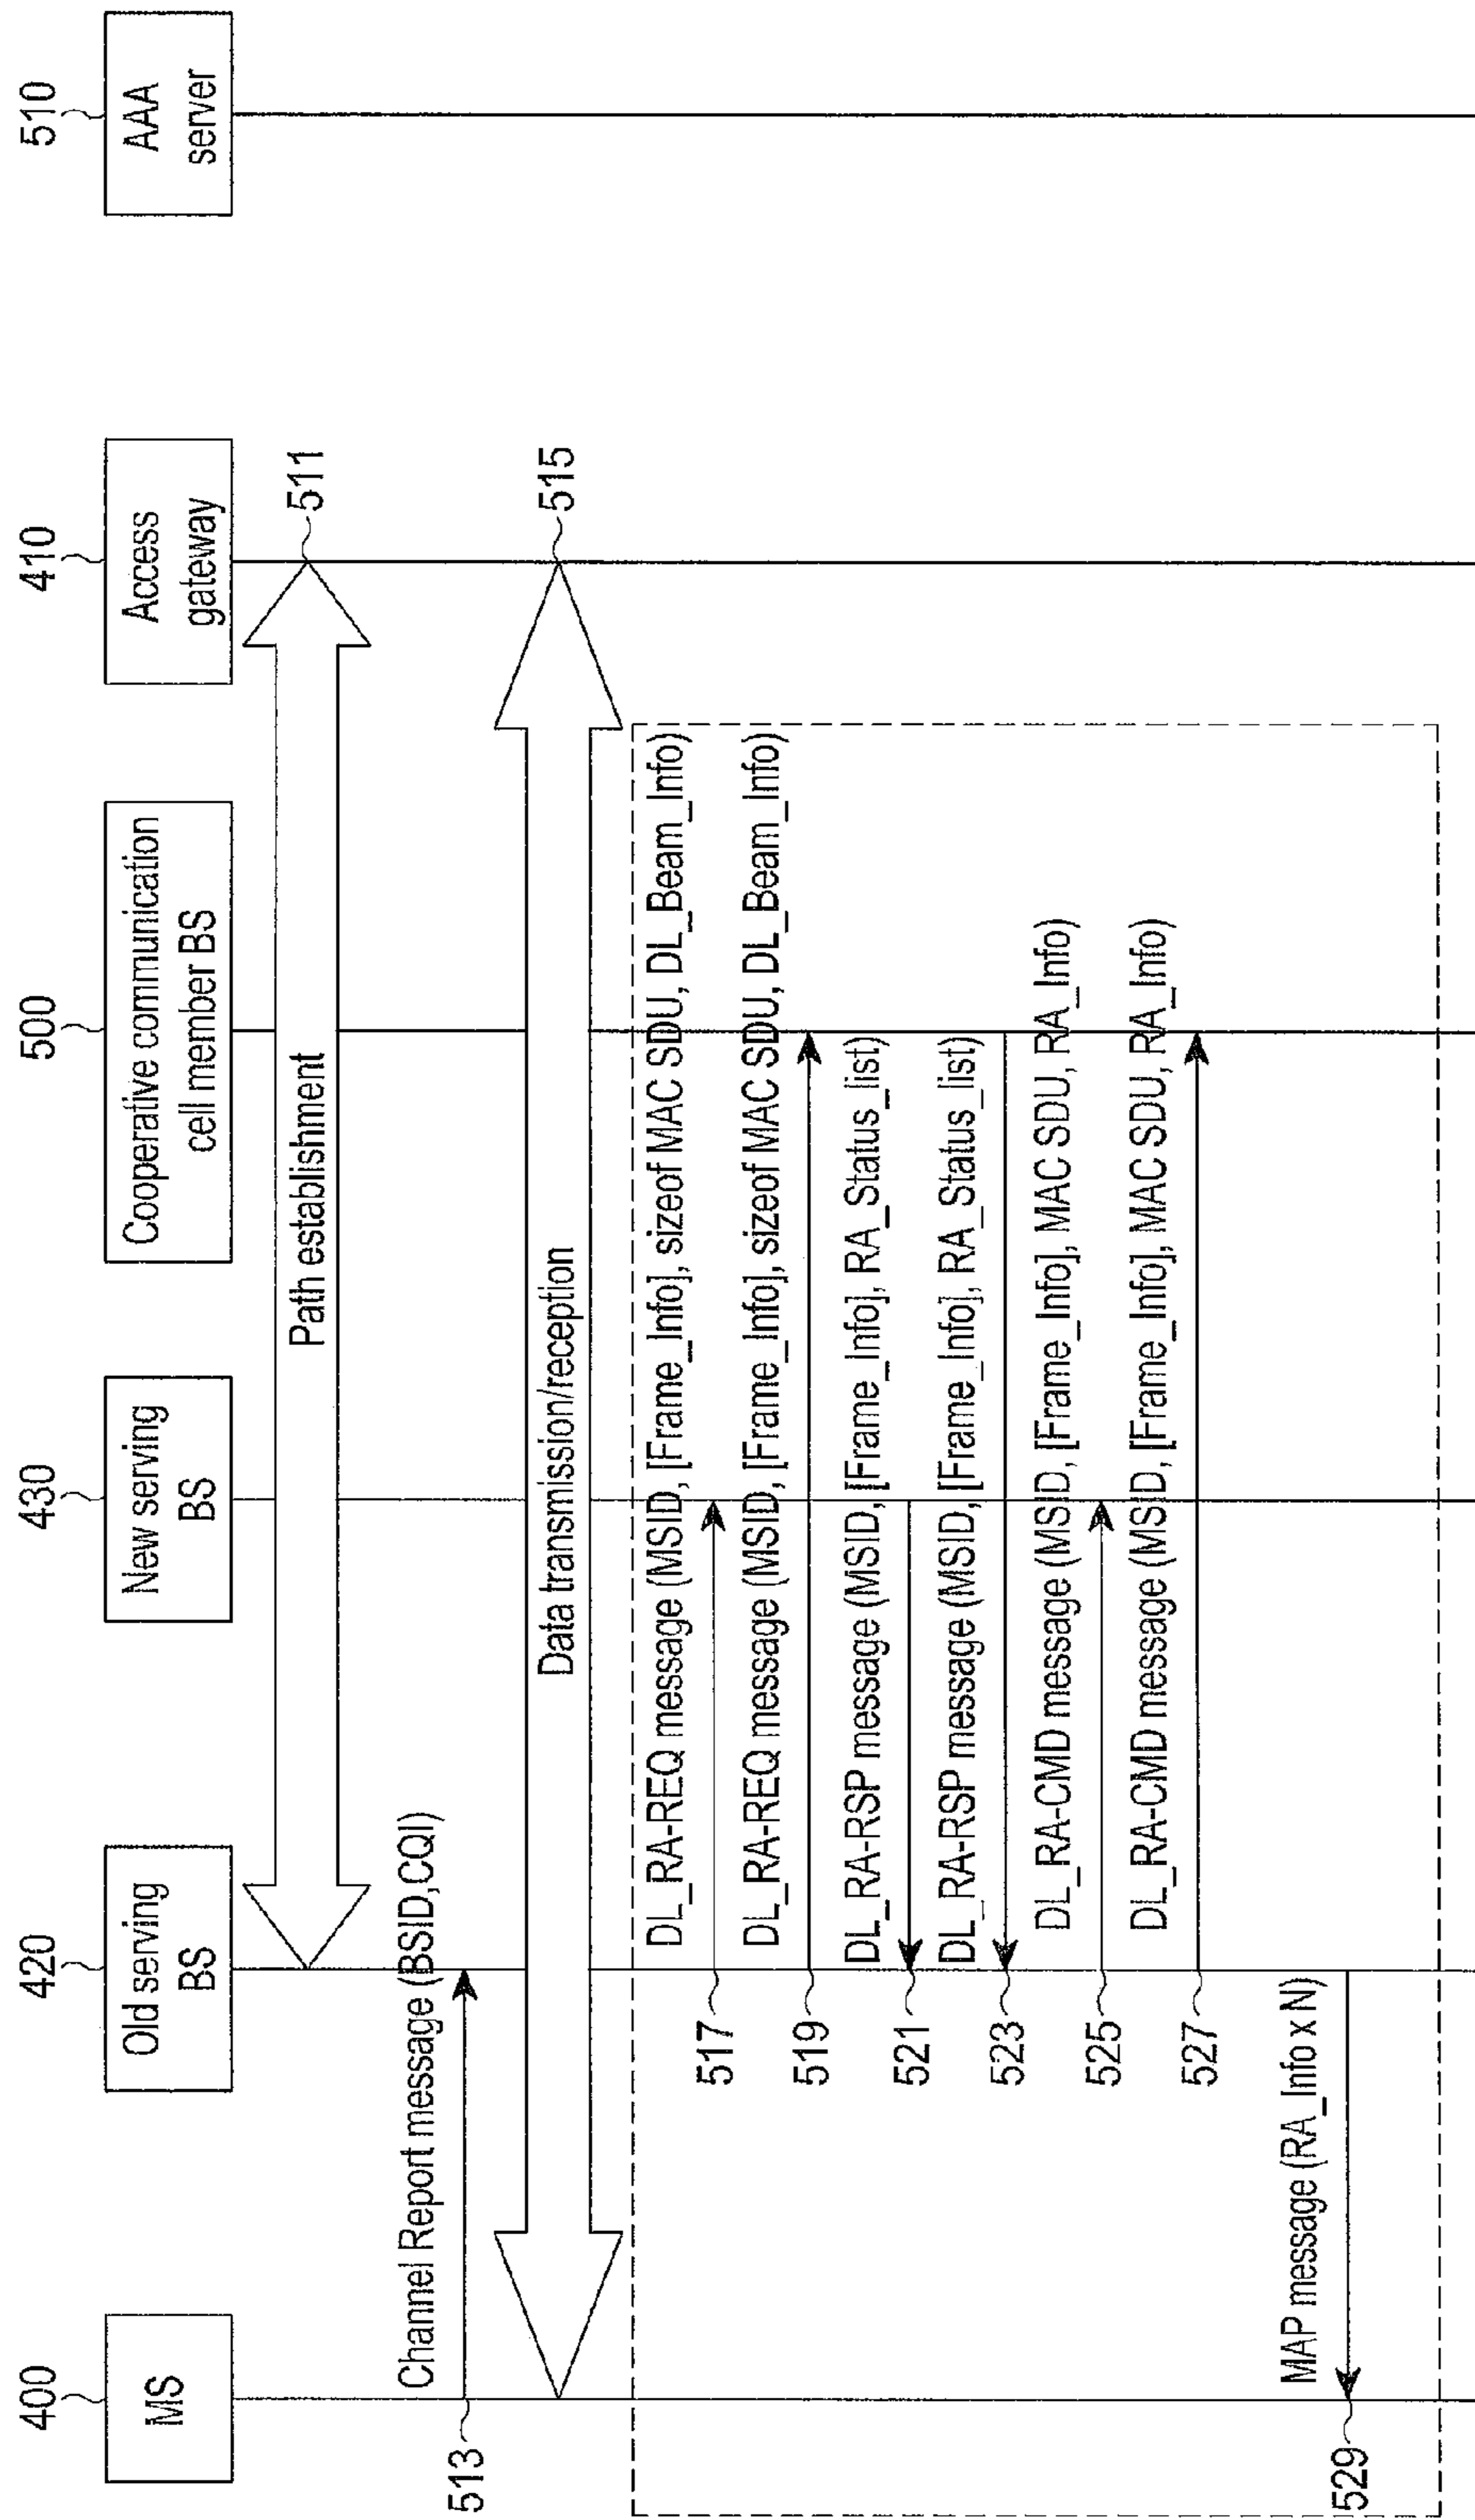 400
MS
420
Old serving
BS
430
New serving
BS
500
Cooperative communication
cell member BS
410
Access
gateway
510
AAA
server
Path establishment
511
Channel Report message (BSID,CQI)
513
Data transmission/reception
515
DL_RA-REQ message (MSID, [Frame_Info], sizeof MAC SDU, DL_Beam_Info)
517
DL_RA-REQ message (MSID, [Frame_Info], sizeof MAC SDU, DL_Beam_Info)
519
DL_RA-RSP message (MSID, [Frame_Info], RA_Status_list)
521
DL_RA-RSP message (MSID, [Frame_Info], RA_Status_list)
523
DL_RA-CMD message (MSID, [Frame_Info], MAC SDU, RA_Info)
525
DL_RA-CMD message (MSID, [Frame_Info], MAC SDU, RA_Info)
527
MAP message (RA_Info x N)
529